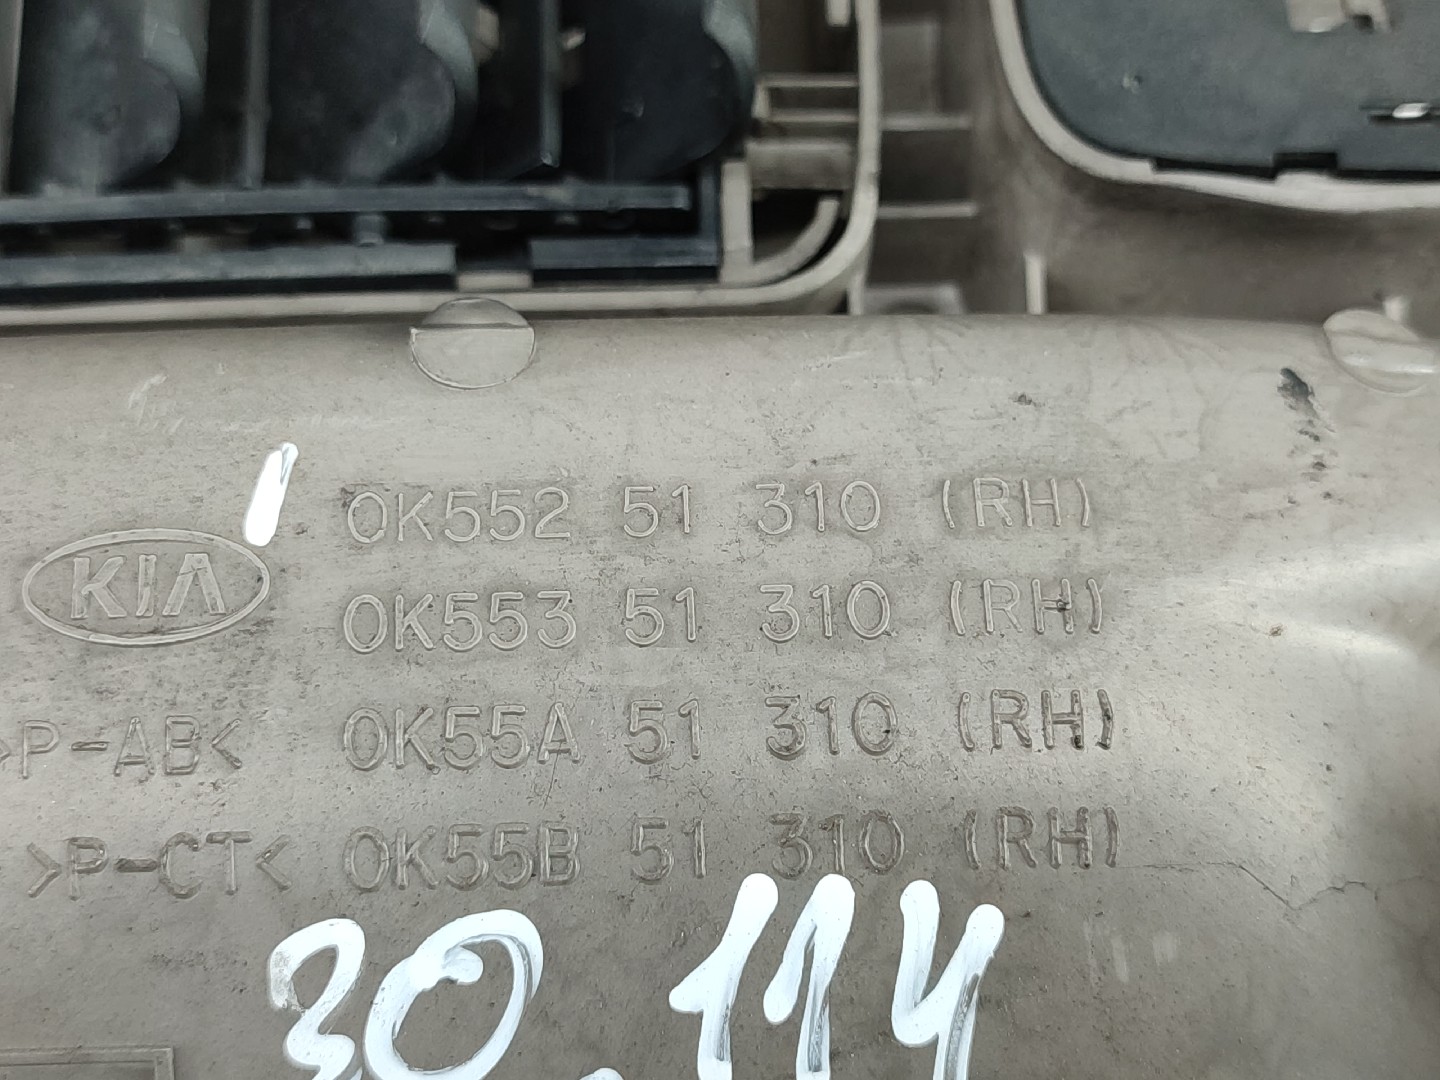 0K552 51 310 (RH)
KIA
0K553 51 310 (RH)
>P-AB< 0K55A 51 310 (RH)
>P-CT< 0K55B 51 310 (RH)
30.114